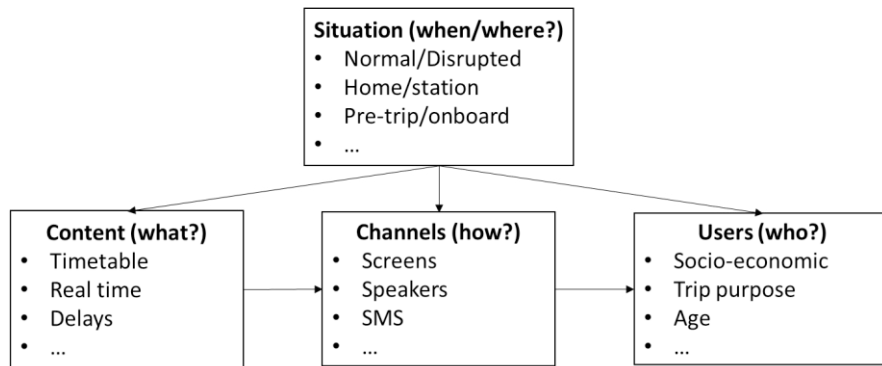 Situation (when/where?)
• Normal/Disrupted
• Home/station
• Pre-trip/onboard
• ...
Content (what?)
• Timetable
• Real time
• Delays
• ...
Channels (how?)
• Screens
• Speakers
• SMS
• ...
Users (who?)
• Socio-economic
• Trip purpose
• Age
• ...